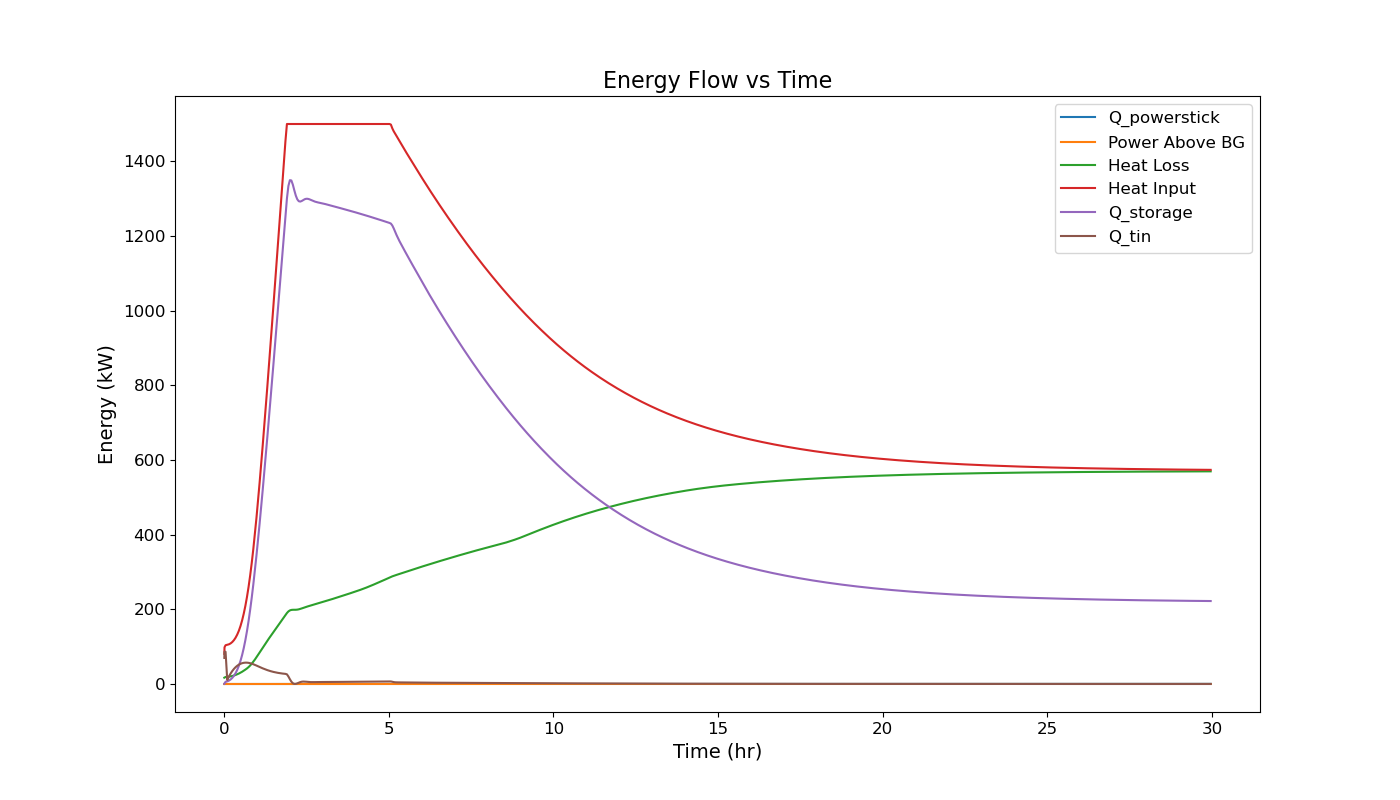 Energy Flow vs Time
Q_powerstick
Power Above BG
Heat Loss
Heat Input
Q_storage
Q_tin
Energy (kW)
1400
1200
1000
800
600
400
200
0
0 5 10 15 20 25 30
Time (hr)